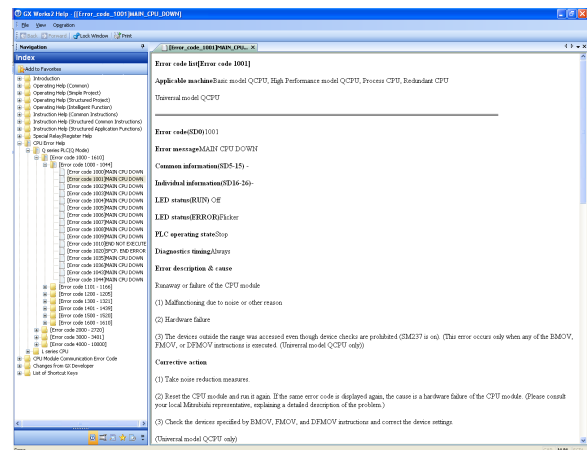 GX Works2 Help - [[Error_code_1001]MAIN_CPU_DOWN]
File View Operation
Back Forward Lock Window Print
Navigation
[Error_code_1001]MAIN_CPU...
Index
Add to Favorites
Introduction
Operating Help (Common)
Operating Help (Simple Project)
Operating Help (Structured Project)
Operating Help (Intelligent Function)
Instruction Help (Common Instructions)
Instruction Help (Structured Common Instructions)
Instruction Help (Structured Application Functions)
Special Relay/Register Help
CPU Error Help
Q series PLC(Q Mode)
[Error code 1000 - 1610]
[Error code 1000 - 1044]
[Error code 1000]MAIN CPU DOWN
[Error code 1001]MAIN CPU DOWN
[Error code 1002]MAIN CPU DOWN
[Error code 1003]MAIN CPU DOWN
[Error code 1004]MAIN CPU DOWN
[Error code 1005]MAIN CPU DOWN
[Error code 1006]MAIN CPU DOWN
[Error code 1007]MAIN CPU DOWN
[Error code 1008]MAIN CPU DOWN
[Error code 1009]MAIN CPU DOWN
[Error code 1010]END NOT EXECUTE
[Error code 1020]SFCP. END ERROR
[Error code 1035]MAIN CPU DOWN
[Error code 1036]MAIN CPU DOWN
[Error code 1043]MAIN CPU DOWN
[Error code 1044]MAIN CPU DOWN
[Error code 1101 - 1166]
[Error code 1200 - 1205]
[Error code 1300 - 1321]
[Error code 1401 - 1439]
[Error code 1500 - 1520]
[Error code 1600 - 1610]
[Error code 2000 - 2720]
[Error code 3000 - 3401]
[Error code 4000 - 10000]
L series CPU
CPU Module Communication Error Code
Changes from GX Developer
List of Shortcut Keys
Error code list[Error code 1001]
Applicable machineBasic model QCPU, High Performance model QCPU, Process CPU, Redundant CPU
Universal model QCPU
Error code(SD0)1001
Error messageMAIN CPU DOWN
Common information(SD5-15) -
Individual information(SD16-26)-
LED status(RUN) Off
LED status(ERROR)Flicker
PLC operating stateStop
Diagnostics timingAlways
Error description & cause
Runaway or failure of the CPU module
(1) Malfunctioning due to noise or other reason
(2) Hardware failure
(3) The devices outside the range was accessed even though device checks are prohibited (SM237 is on). (This error occurs only when any of the BMOV,
FMOV, or DFMOV instructions is executed. (Universal model QCPU only))
Corrective action
(1) Take noise reduction measures.
(2) Reset the CPU module and run it again. If the same error code is displayed again, the cause is a hardware failure of the CPU module. (Please consult
your local Mitsubishi representative, explaining a detailed description of the problem.)
(3) Check the devices specified by BMOV, FMOV, and DFMOV instructions and correct the device settings.
(Universal model QCPU only)